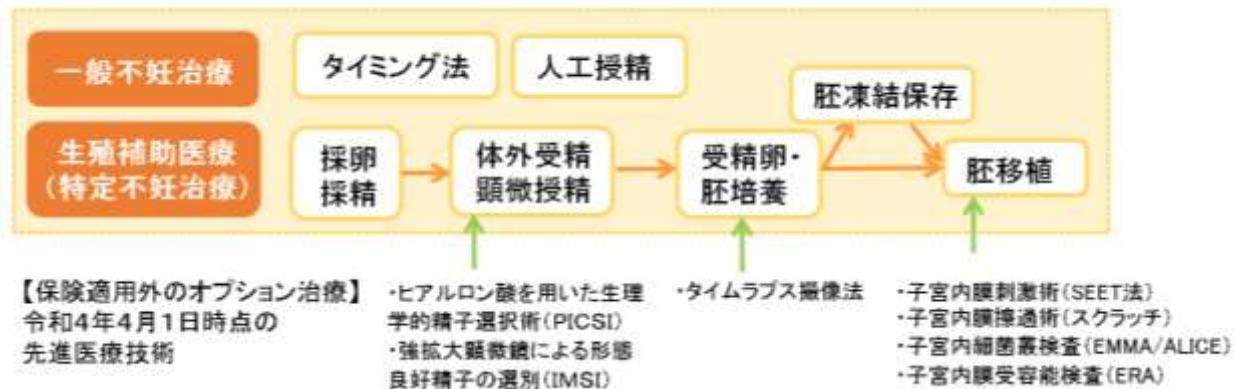 一般不妊治療
タイミング法
人工授精
胚凍結保存
生殖補助医療
(特定不妊治療)
採卵
採精
体外受精
顕微授精
受精卵・
胚培養
胚移植
【保険適用外のオプション治療】
令和4年4月1日時点の
先進医療技術
・ヒアルロン酸を用いた生理
学的精子選択術(PICSI)
・強拡大顕微鏡による形態
良好精子の選別(IMSI)
・タイムラプス撮像法
・子宮内膜刺激術(SEET法)
・子宮内膜擦過術(スクラッチ)
・子宮内細菌叢検査(EMMA/ALICE)
・子宮内膜受容能検査(ERA)